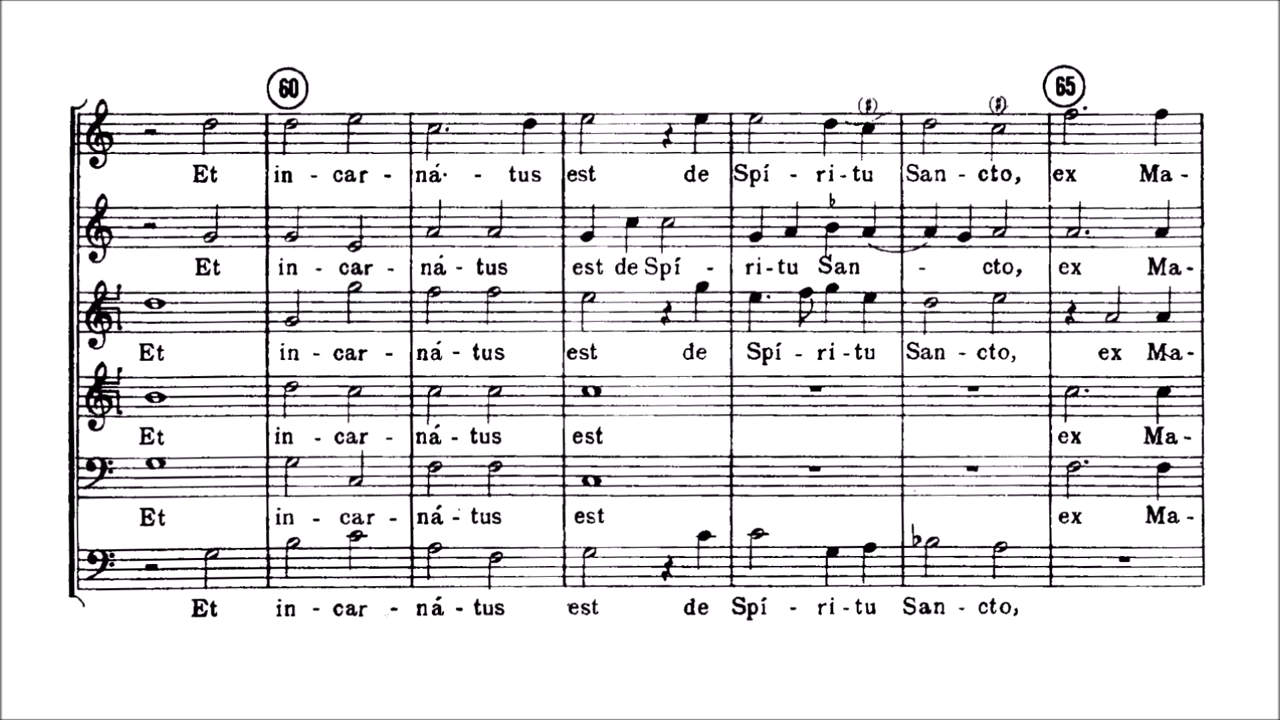 60 65
Et in - car - ná - tus est de Spí - ri - tu San - cto, ex Ma -
Et in - car - ná - tus est de Spí - ri - tu San - cto, ex Ma -
Et in - car - ná - tus est de Spí - ri - tu San - cto, ex Ma -
Et in - car - ná - tus est ex Ma -
Et in - car - ná - tus est ex Ma -
Et in - car - ná - tus est de Spí - ri - tu San - cto,